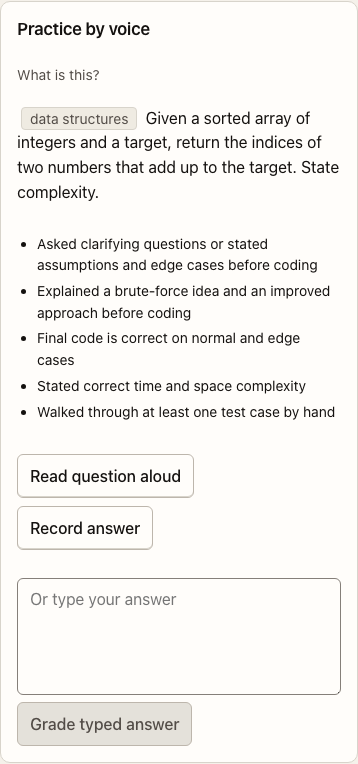 Practice by voice
What is this?
data structures Given a sorted array of
integers and a target, return the indices of
two numbers that add up to the target. State
complexity.
• Asked clarifying questions or stated
assumptions and edge cases before coding
• Explained a brute-force idea and an improved
approach before coding
• Final code is correct on normal and edge
cases
• Stated correct time and space complexity
• Walked through at least one test case by hand
Read question aloud
Record answer
Or type your answer
Grade typed answer